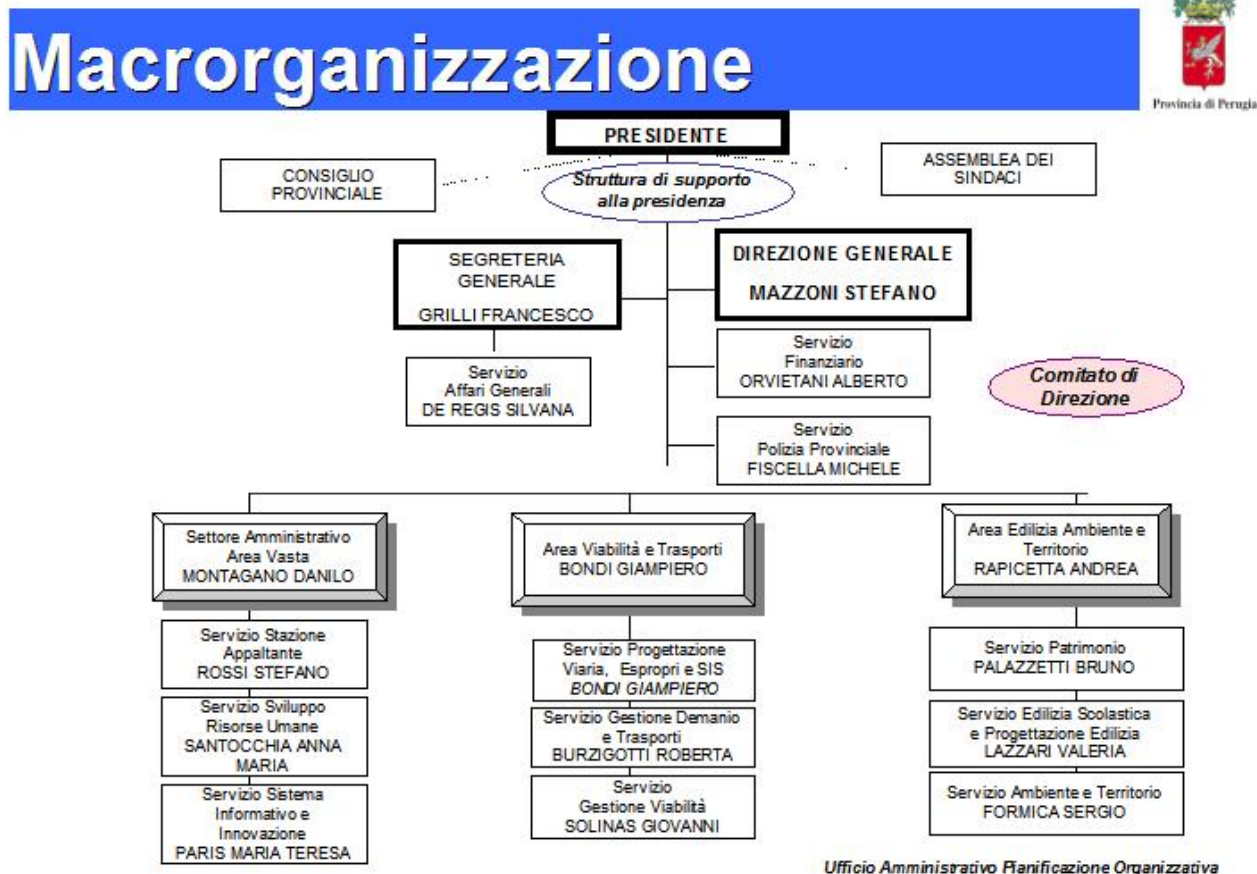 Macrorganizzazione
Provincia di Perugia
PRESIDENTE
CONSIGLIO
PROVINCIALE
Struttura di supporto
alla presidenza
ASSEMBLEA DEI
SINDACI
SEGRETERIA
GENERALE
GRILLI FRANCESCO
DIREZIONE GENERALE
MAZZONI STEFANO
Servizio
Affari Generali
DE REGIS SILVANA
Servizio
Finanziario
ORVIETANI ALBERTO
Comitato di
Direzione
Servizio
Polizia Provinciale
FISCELLA MICHELE
Settore Amministrativo
Area Vasta
MONTAGANO DANILO
Servizio Stazione
Appaltante
ROSSI STEFANO
Servizio Sviluppo
Risorse Umane
SANTOCCHIA ANNA
MARIA
Servizio Sistema
Informativo e
Innovazione
PARIS MARIA TERESA
Area Viabilità e Trasporti
BONDI GIAMPIERO
Servizio Progettazione
Viaria, Espropri e SIS
BONDI GIAMPIERO
Servizio Gestione Demanio
e Trasporti
BURZIGOTTI ROBERTA
Servizio
Gestione Viabilità
SOLINAS GIOVANNI
Area Edilizia Ambiente e
Territorio
RAPICETTA ANDREA
Servizio Patrimonio
PALAZZETTI BRUNO
Servizio Edilizia Scolastica
e Progettazione Edilizia
LAZZARI VALERIA
Servizio Ambiente e Territorio
FORMICA SERGIO
Ufficio Amministrativo Pianificazione Organizzativa